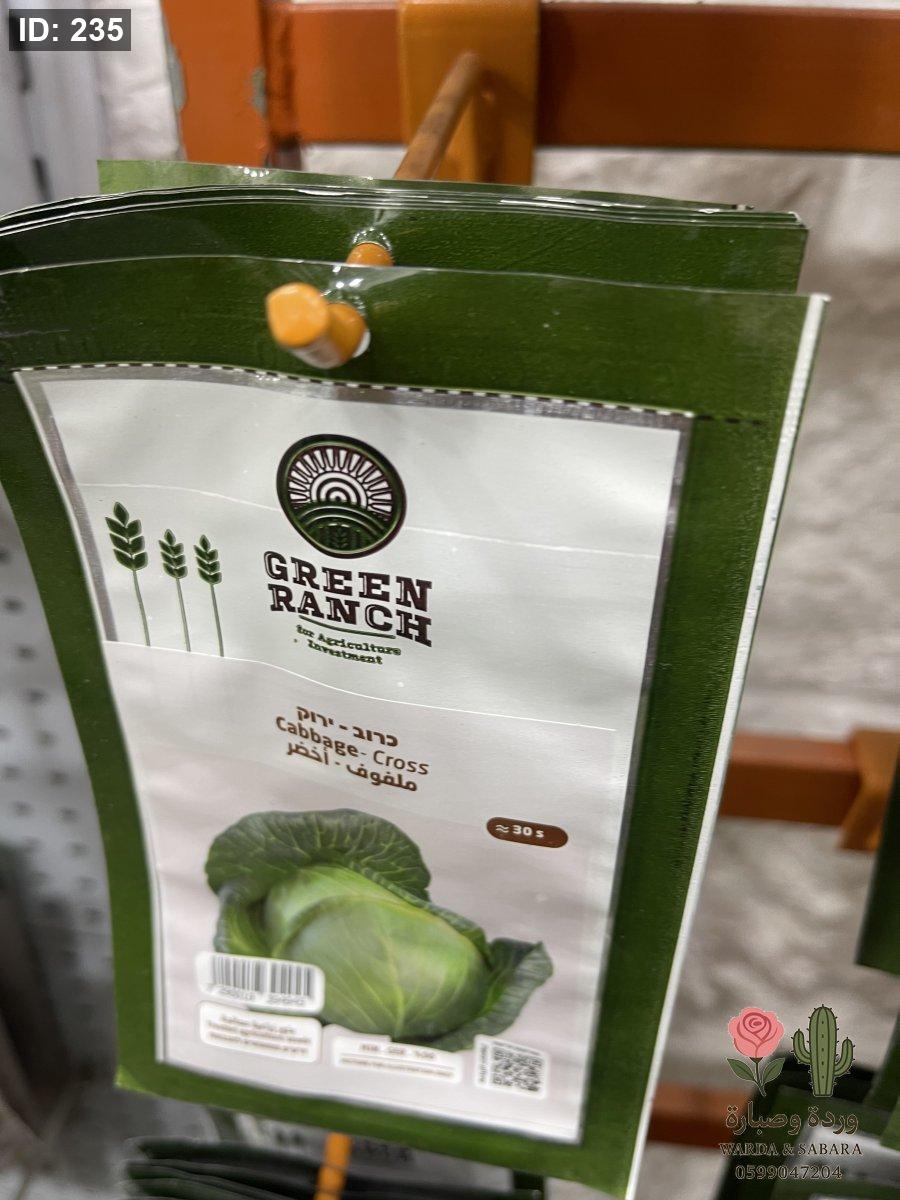 ID: 235
GREEN
RANCH
for Agriculture
Investment
כרוב - ירוק
Cabbage- Cross
ملفوف - أخضر
≈ 30 s
وردة وصبارة
WARDA & SABARA
0599047204